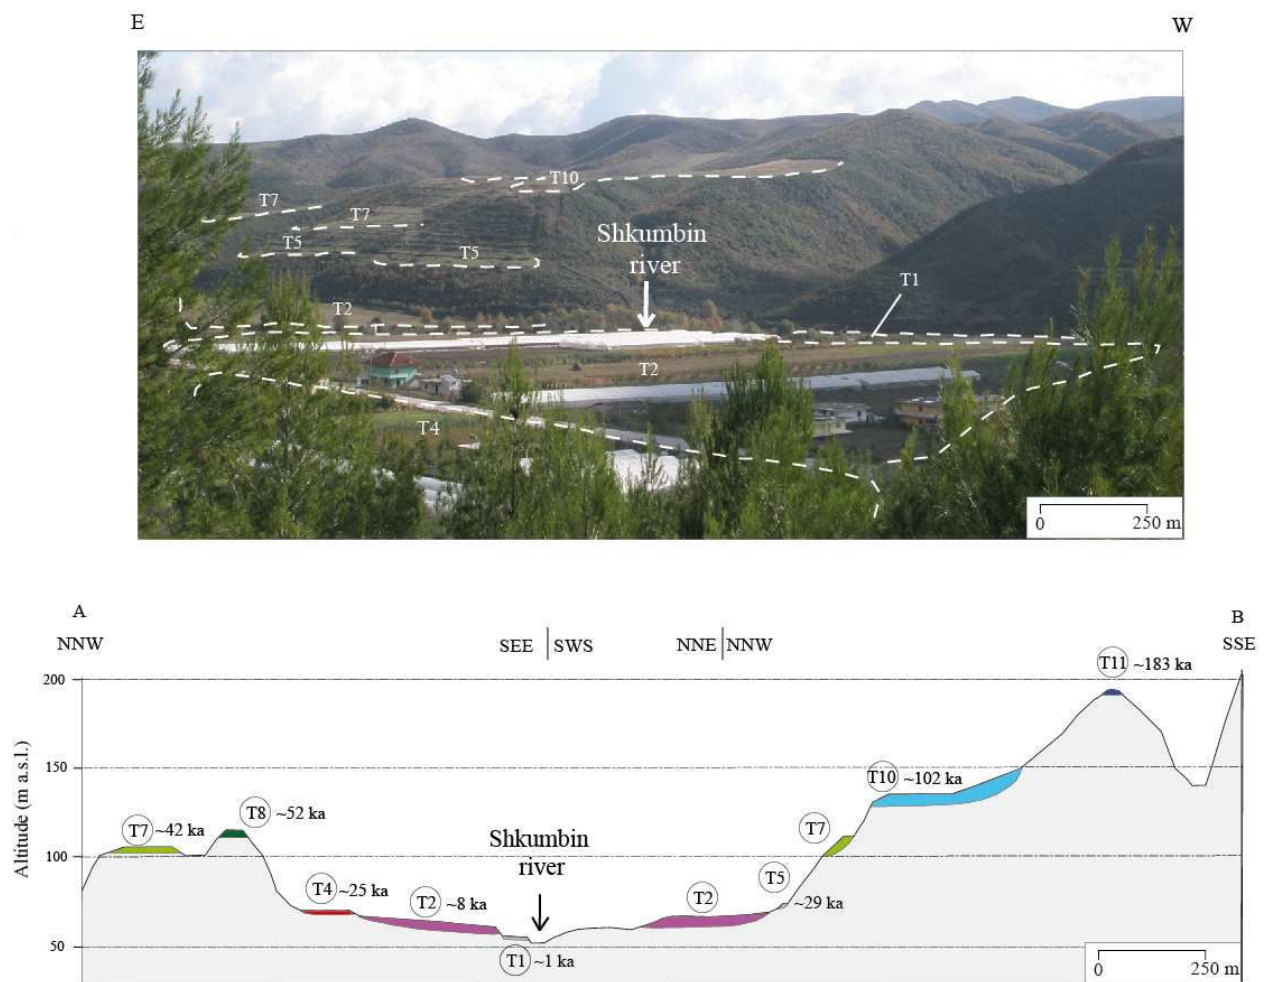 E
W
T10
T7
T7
Shkumbin
river
T5
T5
T1
T2
T2
T4
0 250 m
A
B
NNW
SEE SWS
NNE NNW
SSE
T11 ~183 ka
200
Altitude (m a.s.l.)
150
T10 ~102 ka
T8 ~52 ka
T7 ~42 ka
Shkumbin
river
T7
100
T4 ~25 ka
T2 ~8 ka
T2
T5
~29 ka
50
T1 ~1 ka
0 250 m